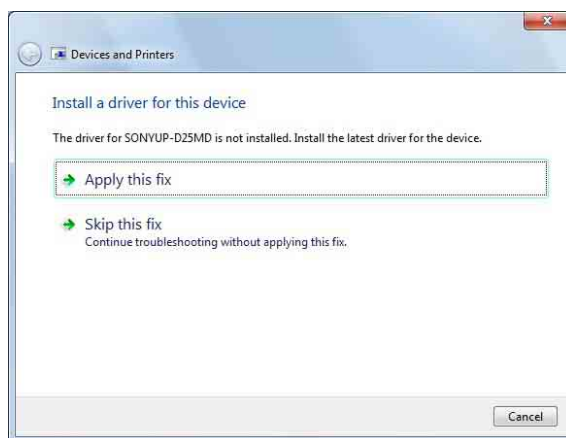 Devices and Printers
Install a driver for this device
The driver for SONYUP-D25MD is not installed. Install the latest driver for the device.
Apply this fix
Skip this fix
Continue troubleshooting without applying this fix.
Cancel